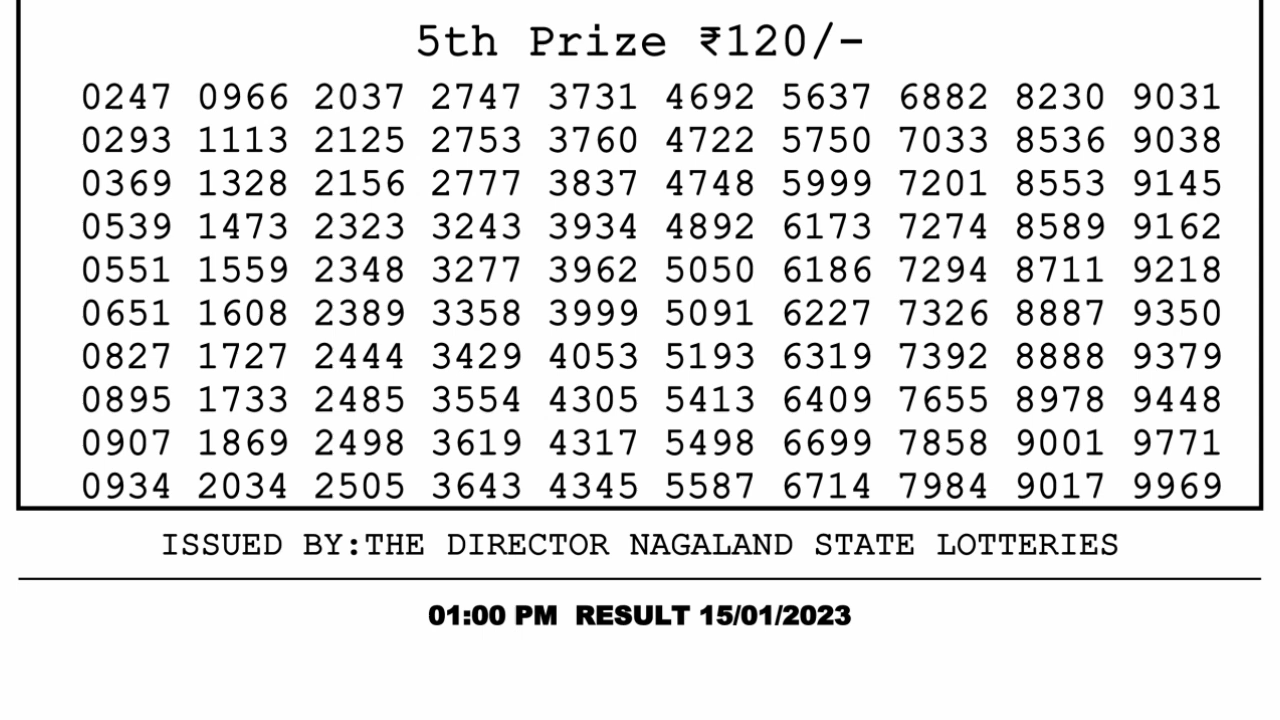 5th Prize ₹120/-
0247 0966 2037 2747 3731 4692 5637 6882 8230 9031
0293 1113 2125 2753 3760 4722 5750 7033 8536 9038
0369 1328 2156 2777 3837 4748 5999 7201 8553 9145
0539 1473 2323 3243 3934 4892 6173 7274 8589 9162
0551 1559 2348 3277 3962 5050 6186 7294 8711 9218
0651 1608 2389 3358 3999 5091 6227 7326 8887 9350
0827 1727 2444 3429 4053 5193 6319 7392 8888 9379
0895 1733 2485 3554 4305 5413 6409 7655 8978 9448
0907 1869 2498 3619 4317 5498 6699 7858 9001 9771
0934 2034 2505 3643 4345 5587 6714 7984 9017 9969
ISSUED BY:THE DIRECTOR NAGALAND STATE LOTTERIES
01:00 PM RESULT 15/01/2023